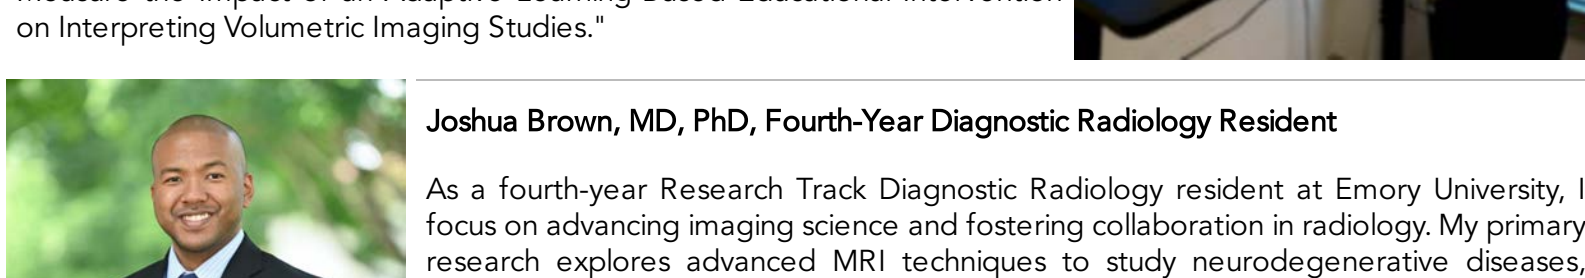 on Interpreting Volumetric Imaging Studies."
Joshua Brown, MD, PhD, Fourth-Year Diagnostic Radiology Resident
As a fourth-year Research Track Diagnostic Radiology resident at Emory University, I
focus on advancing imaging science and fostering collaboration in radiology. My primary
research explores advanced MRI techniques to study neurodegenerative diseases,